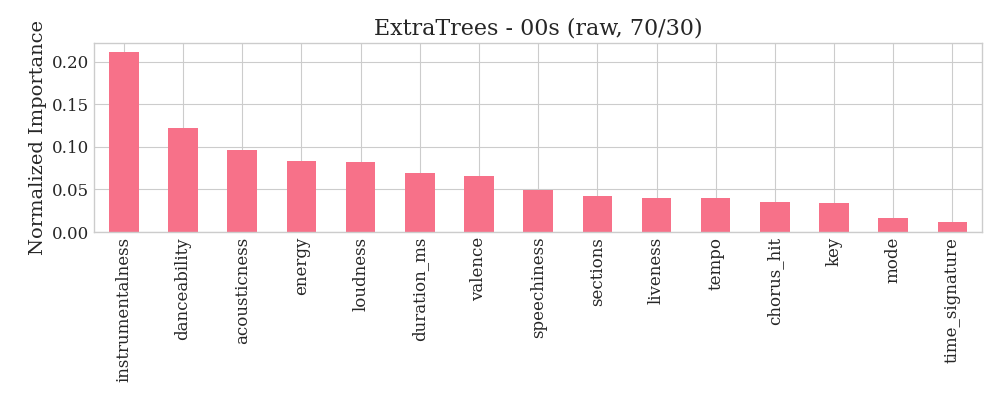 ExtraTrees - 00s (raw, 70/30)
Normalized Importance
0.20
0.15
0.10
0.05
0.00
instrumentalness
danceability
acousticness
energy
loudness
duration_ms
valence
speechiness
sections
liveness
tempo
chorus_hit
key
mode
time_signature